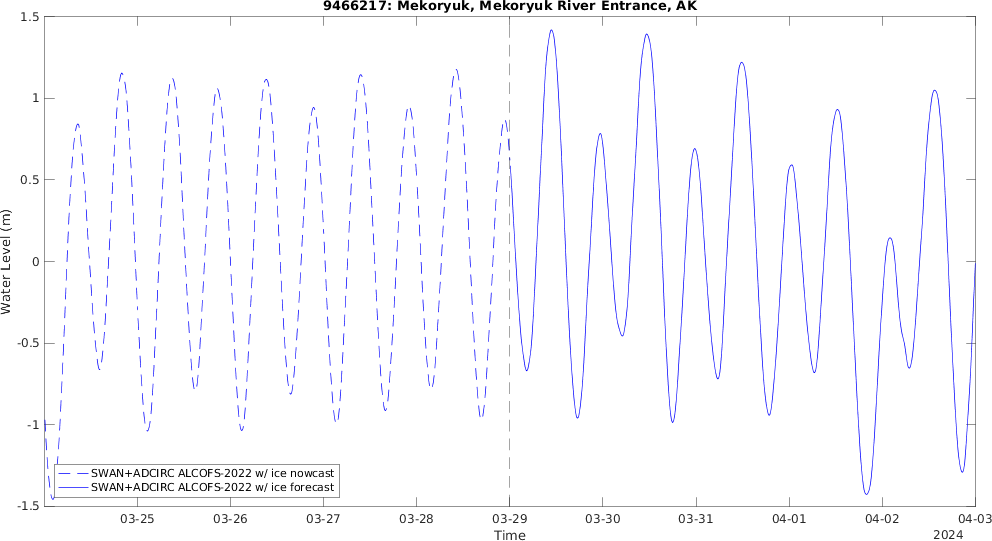 9466217: Mekoryuk, Mekoryuk River Entrance, AK
1.5
1
0.5
0
-0.5
-1
-1.5
Water Level (m)
SWAN+ADCIRC ALCOFS-2022 w/ ice nowcast
SWAN+ADCIRC ALCOFS-2022 w/ ice forecast
03-25 03-26 03-27 03-28 03-29 03-30 03-31 04-01 04-02 04-03
Time
2024